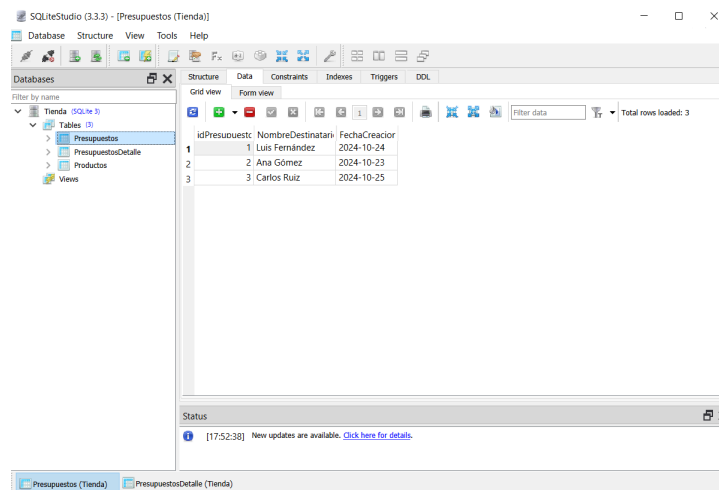 SQLiteStudio (3.3.3) - [Presupuestos (Tienda)]
Database Structure View Tools Help
Databases
Filter by name
Tienda (SQLite 3)
Tables (3)
Presupuestos
PresupuestosDetalle
Productos
Views
Structure Data Constraints Indexes Triggers DDL
Grid view Form view
1 Filter data Total rows loaded: 3
idPresupuesto NombreDestinatari FechaCreacior
1 1 Luis Fernández 2024-10-24
2 2 Ana Gómez 2024-10-23
3 3 Carlos Ruiz 2024-10-25
Status
[17:52:38] New updates are available. Click here for details.
Presupuestos (Tienda) PresupuestosDetalle (Tienda)